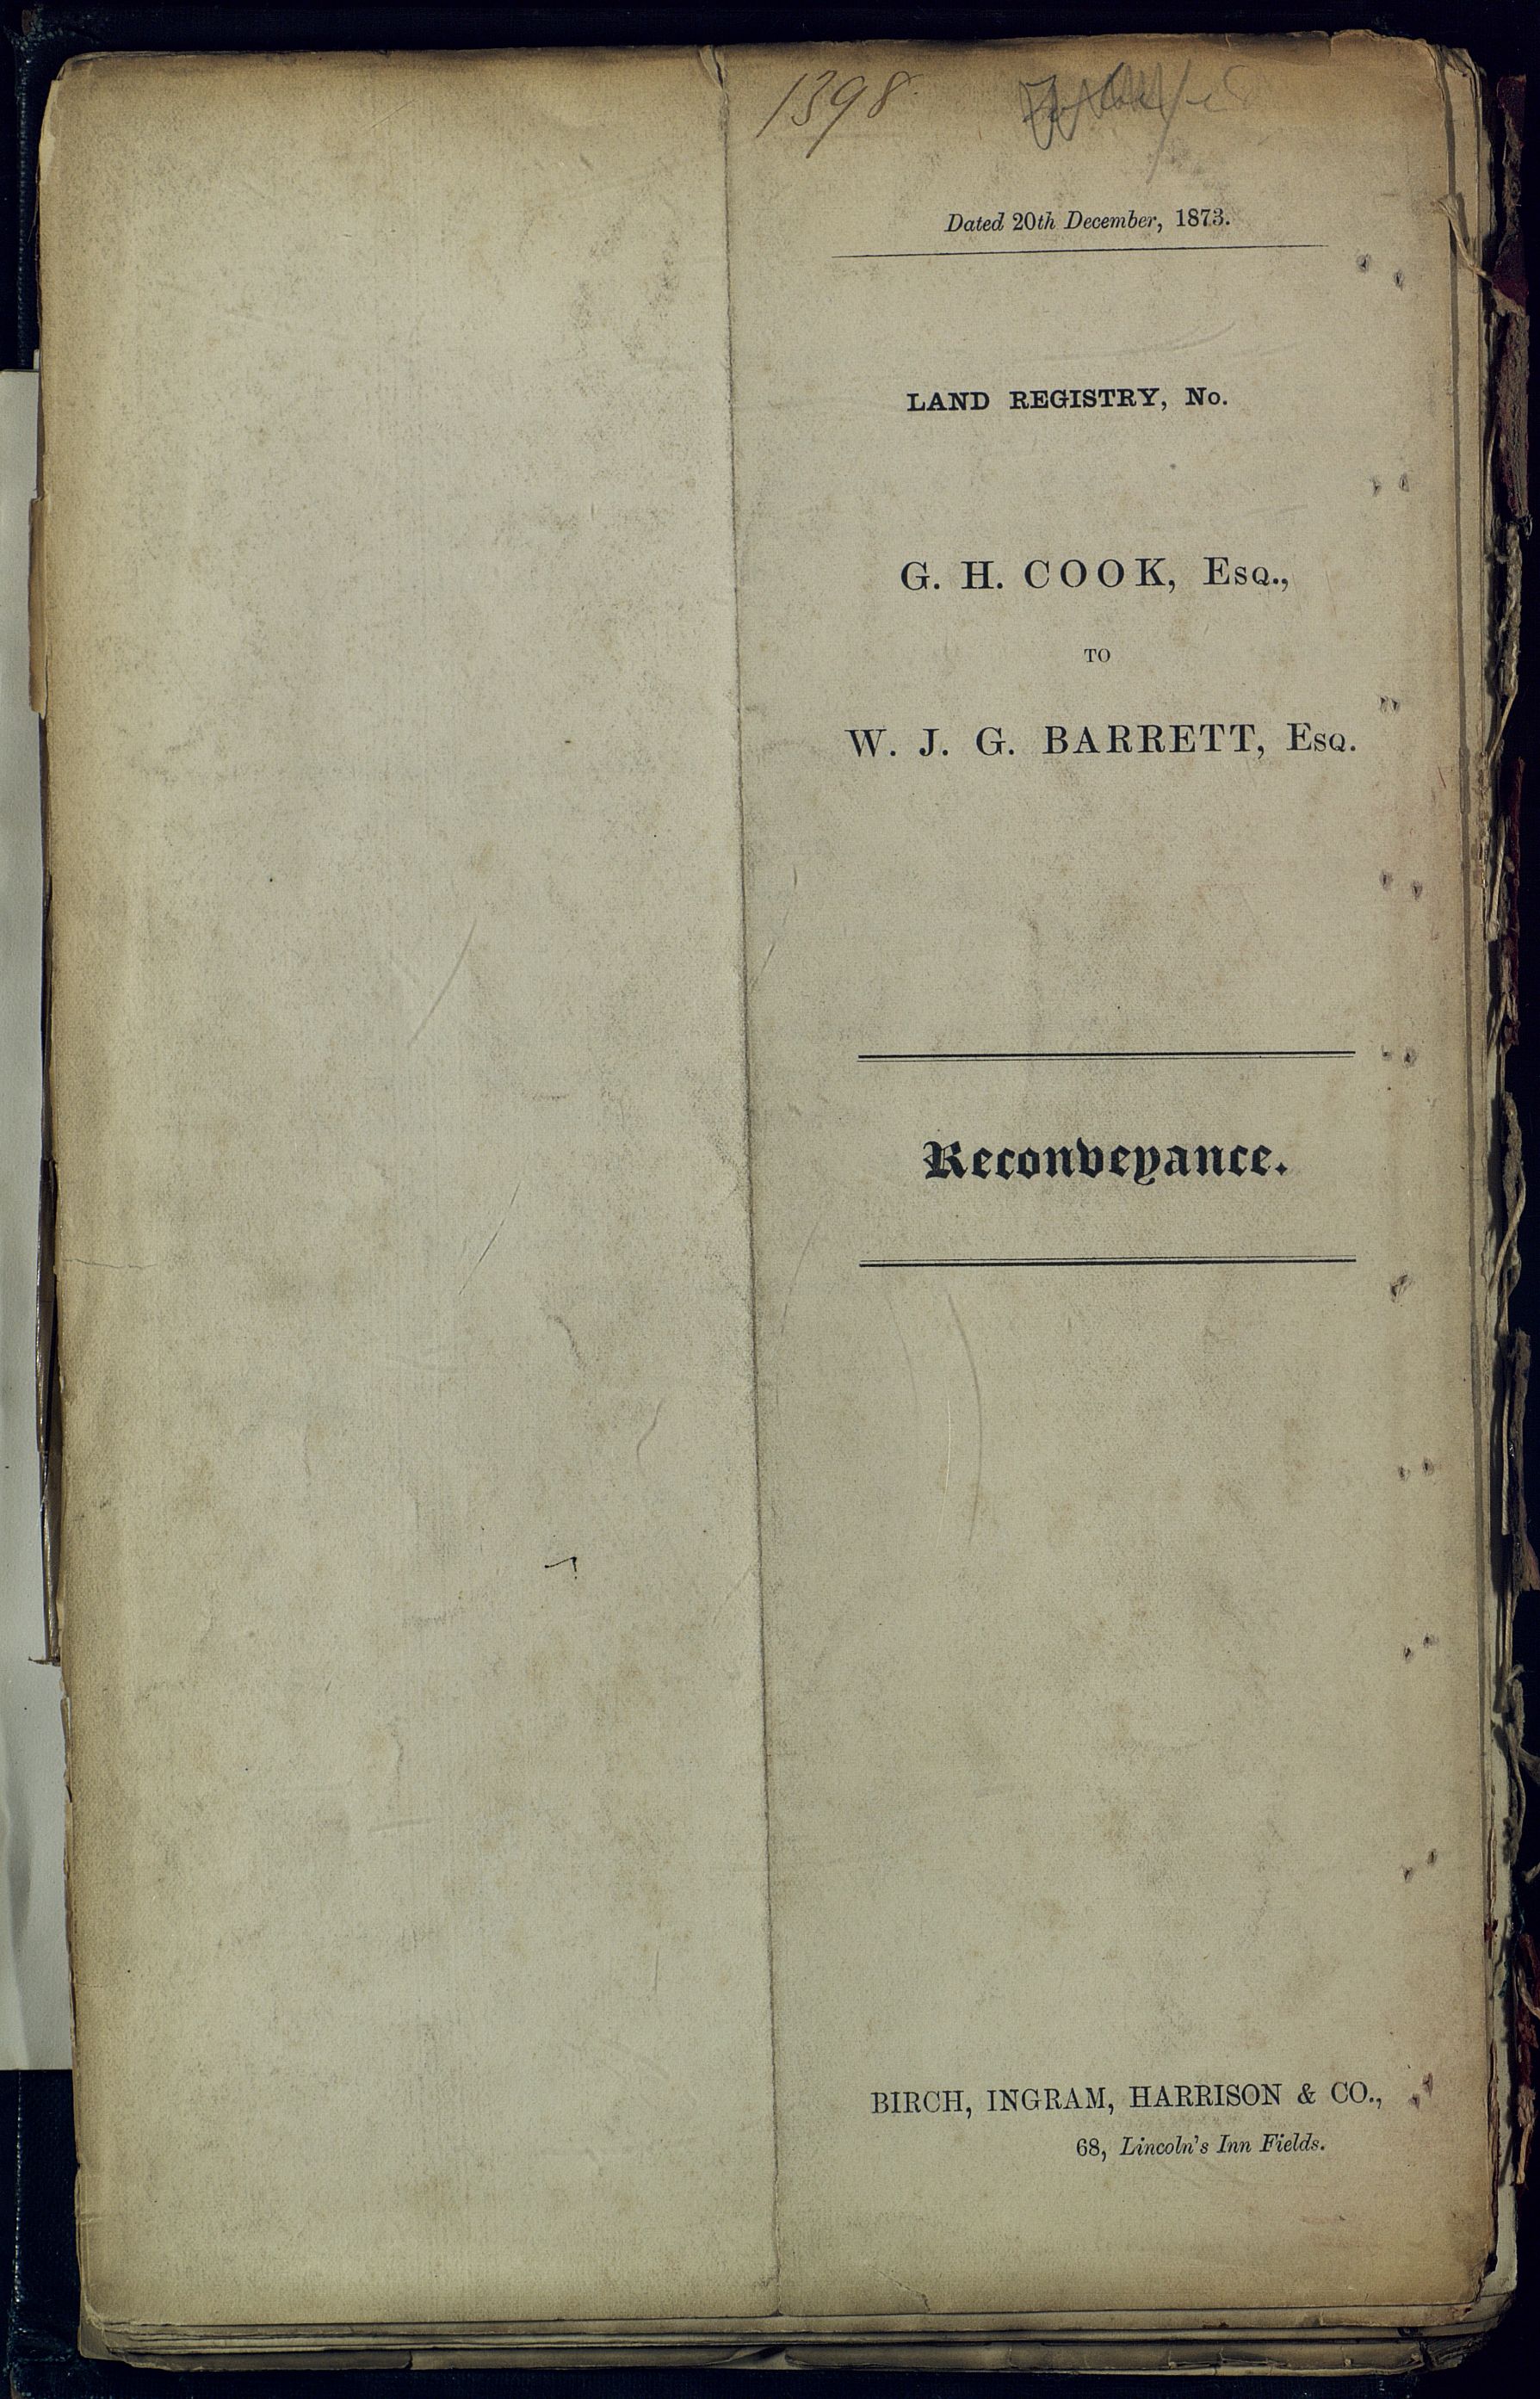 1398
Dated 20th December, 1873.
LAND REGISTRY, No.
G. H. COOK, Esq.,
TO
W. J. G. BARRETT, Esq.
Reconveyance.
BIRCH, INGRAM, HARRISON & CO.,
68, Lincoln's Inn Fields.